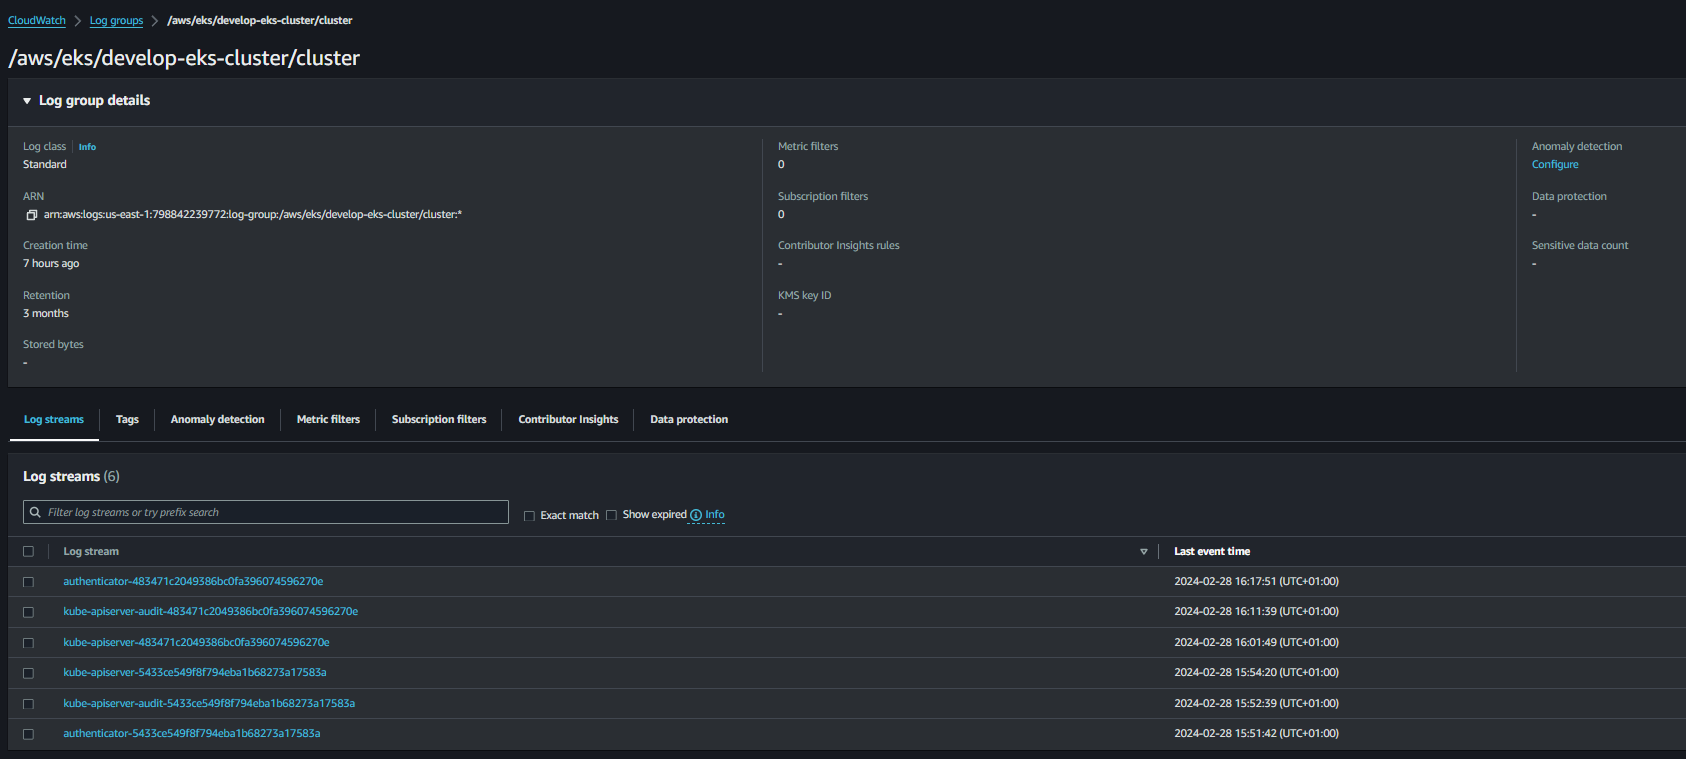 CloudWatch > Log groups > /aws/eks/develop-eks-cluster/cluster
/aws/eks/develop-eks-cluster/cluster
Log group details
Log class Info
Standard
ARN
arn:aws:logs:us-east-1:798842239772:log-group:/aws/eks/develop-eks-cluster/cluster:*
Creation time
7 hours ago
Retention
3 months
Stored bytes
-
Metric filters
0
Subscription filters
0
Contributor Insights rules
-
KMS key ID
-
Anomaly detection
Configure
Data protection
-
Sensitive data count
-
Log streams Tags Anomaly detection Metric filters Subscription filters Contributor Insights Data protection
Log streams (6)
Filter log streams or try prefix search Exact match Show expired Info
Log stream Last event time
authenticator-483471c2049386bc0fa396074596270e 2024-02-28 16:17:51 (UTC+01:00)
kube-apiserver-audit-483471c2049386bc0fa396074596270e 2024-02-28 16:11:39 (UTC+01:00)
kube-apiserver-483471c2049386bc0fa396074596270e 2024-02-28 16:01:49 (UTC+01:00)
kube-apiserver-5433ce549f8f794eba1b68273a17583a 2024-02-28 15:54:20 (UTC+01:00)
kube-apiserver-audit-5433ce549f8f794eba1b68273a17583a 2024-02-28 15:52:39 (UTC+01:00)
authenticator-5433ce549f8f794eba1b68273a17583a 2024-02-28 15:51:42 (UTC+01:00)